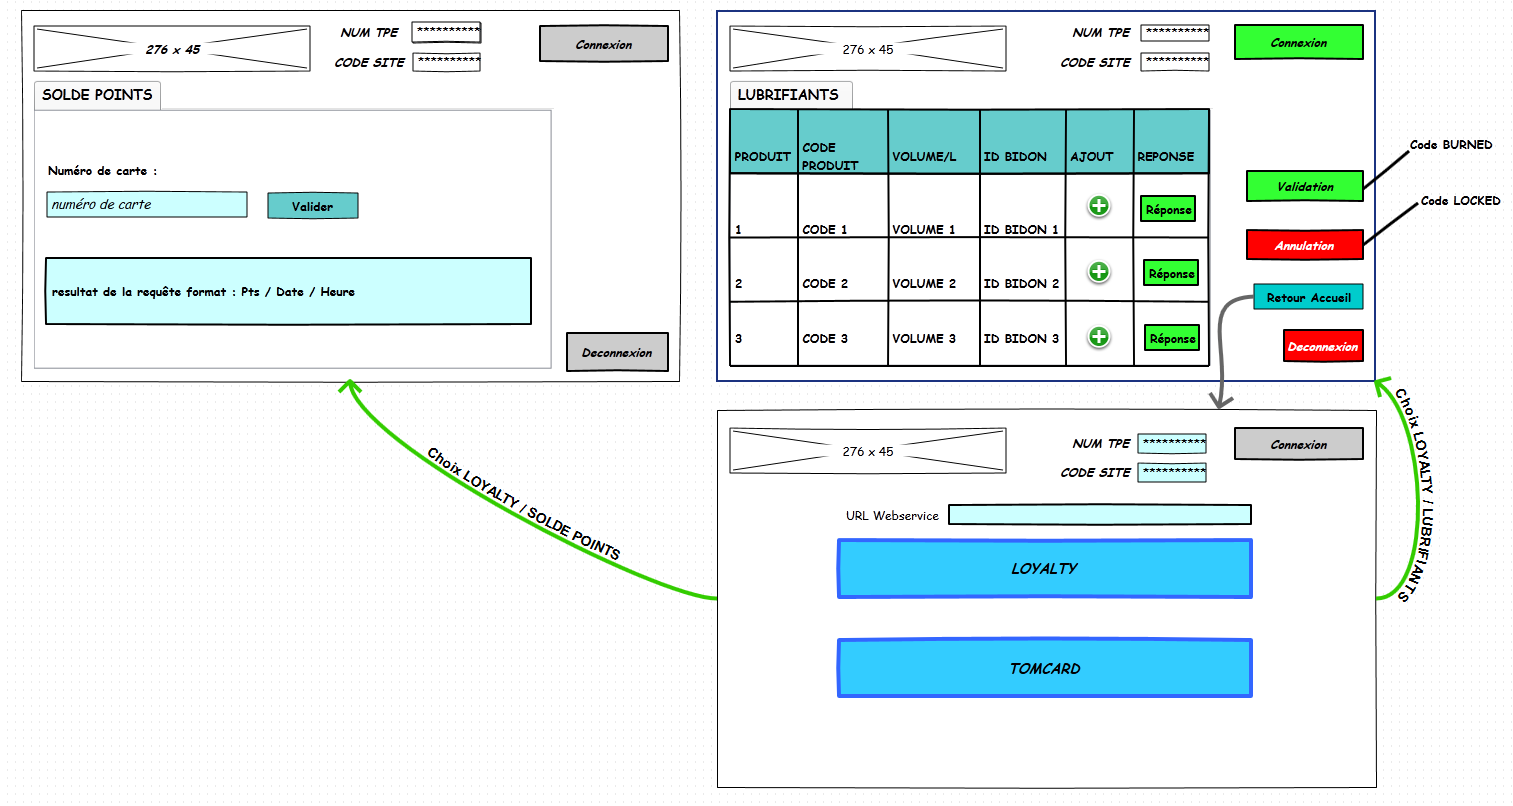 276 x 45
NUM TPE
**********
CODE SITE
**********
Connexion
SOLDE POINTS
Numéro de carte :
numéro de carte
Valider
resultat de la requête format : Pts / Date / Heure
Deconnexion
276 x 45
NUM TPE
**********
CODE SITE
**********
Connexion
LUBRIFIANTS
PRODUIT
CODE
PRODUIT
VOLUME/L
ID BIDON
AJOUT
REPONSE
1
CODE 1
VOLUME 1
ID BIDON 1
Réponse
2
CODE 2
VOLUME 2
ID BIDON 2
Réponse
3
CODE 3
VOLUME 3
ID BIDON 3
Réponse
Code BURNED
Validation
Code LOCKED
Annulation
Retour Accueil
Deconnexion
Choix LOYALTY / SOLDE POINTS
Choix LOYALTY / LUBRIFIANTS
276 x 45
NUM TPE
**********
CODE SITE
**********
Connexion
URL Webservice
LOYALTY
TOMCARD